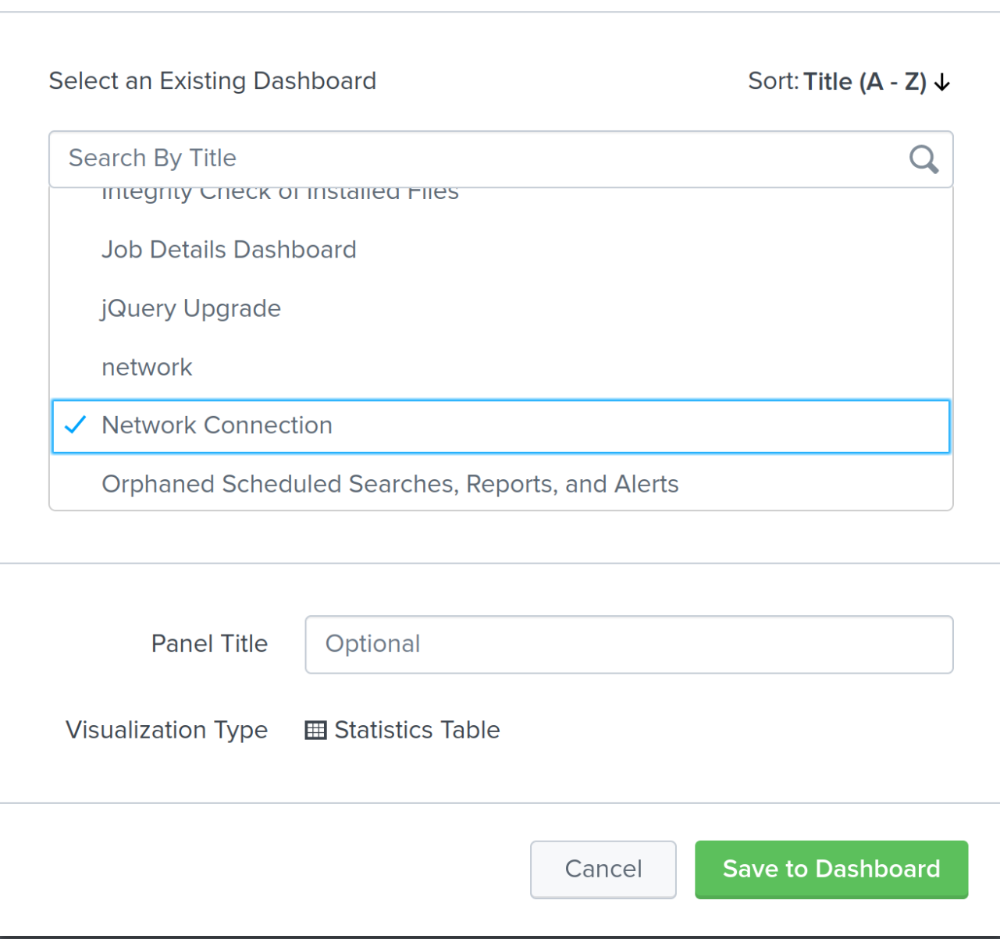 Select an Existing Dashboard
Sort: Title (A - Z)
Search By Title
Integrity Check of Installed Files
Job Details Dashboard
jQuery Upgrade
network
Network Connection
Orphaned Scheduled Searches, Reports, and Alerts
Panel Title
Optional
Visualization Type
Statistics Table
Cancel
Save to Dashboard